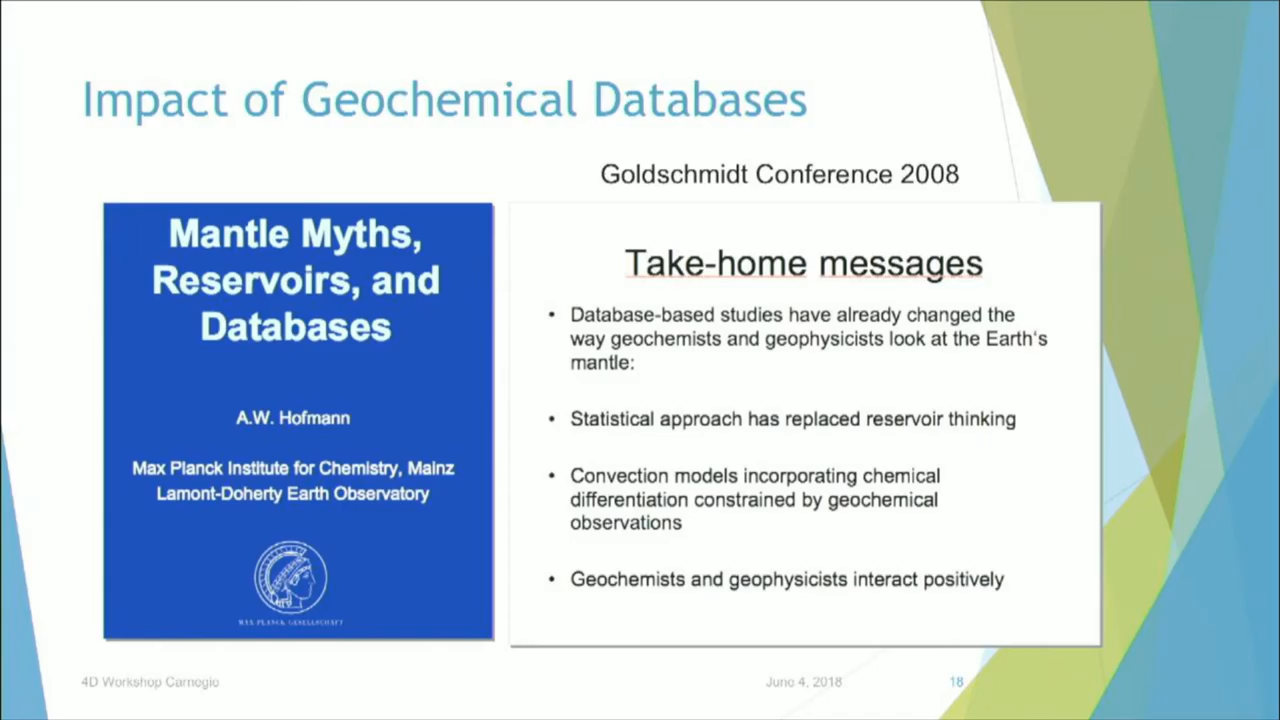 Impact of Geochemical Databases
Goldschmidt Conference 2008
Mantle Myths,
Reservoirs, and
Databases
A.W. Hofmann
Max Planck Institute for Chemistry, Mainz
Lamont-Doherty Earth Observatory
MAX-PLANCK-GESELLSCHAFT
Take-home messages
• Database-based studies have already changed the
way geochemists and geophysicists look at the Earth's
mantle:
• Statistical approach has replaced reservoir thinking
• Convection models incorporating chemical
differentiation constrained by geochemical
observations
• Geochemists and geophysicists interact positively
4D Workshop Carnegie
June 4, 2018
18